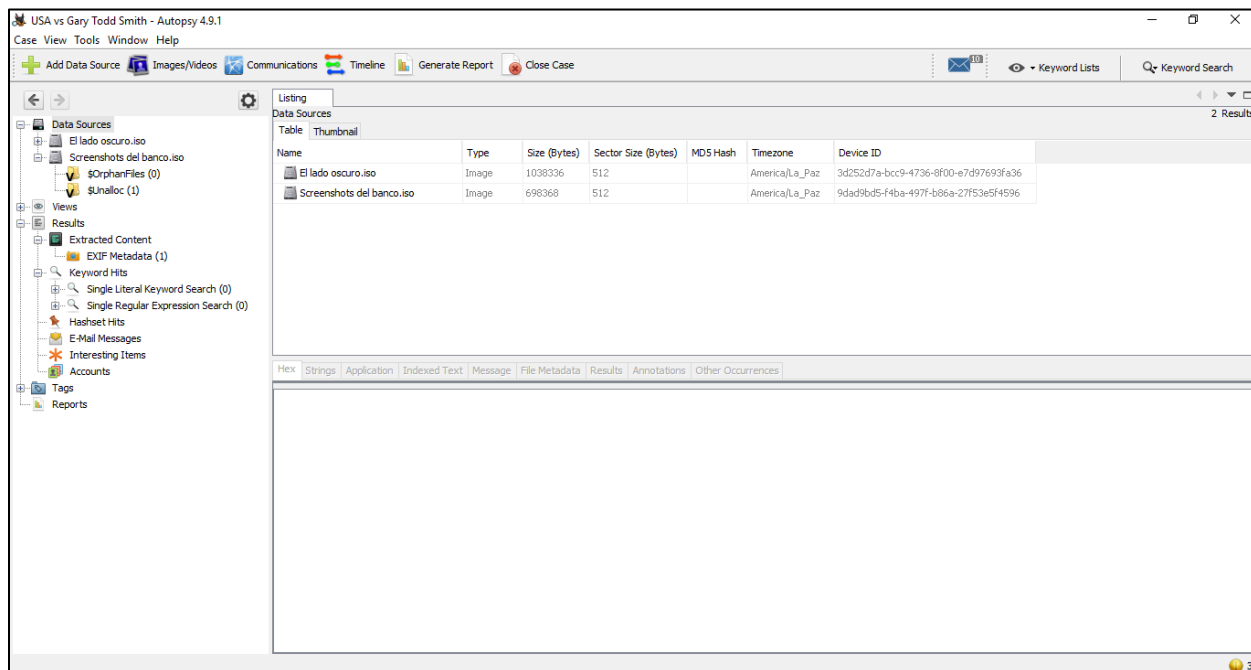 USA vs Gary Todd Smith - Autopsy 4.9.1
Case View Tools Window Help
Add Data Source Images/Videos Communications Timeline Generate Report Close Case 10 Keyword Lists Keyword Search
Listing
Data Sources 2 Results
Table Thumbnail
Name Type Size (Bytes) Sector Size (Bytes) MD5 Hash Timezone Device ID
El lado oscuro.iso Image 1038336 512 America/La_Paz 3d252d7a-bcc9-4736-8f00-e7d97693fa36
Screenshots del banco.iso Image 698368 512 America/La_Paz 9dad9bd5-f4ba-497f-b86a-27f53e5f4596
Data Sources
El lado oscuro.iso
Screenshots del banco.iso
$OrphanFiles (0)
$Unalloc (1)
Views
Results
Extracted Content
EXIF Metadata (1)
Keyword Hits
Single Literal Keyword Search (0)
Single Regular Expression Search (0)
Hashset Hits
E-Mail Messages
Interesting Items
Accounts
Tags
Reports
Hex Strings Application Indexed Text Message File Metadata Results Annotations Other Occurrences
3